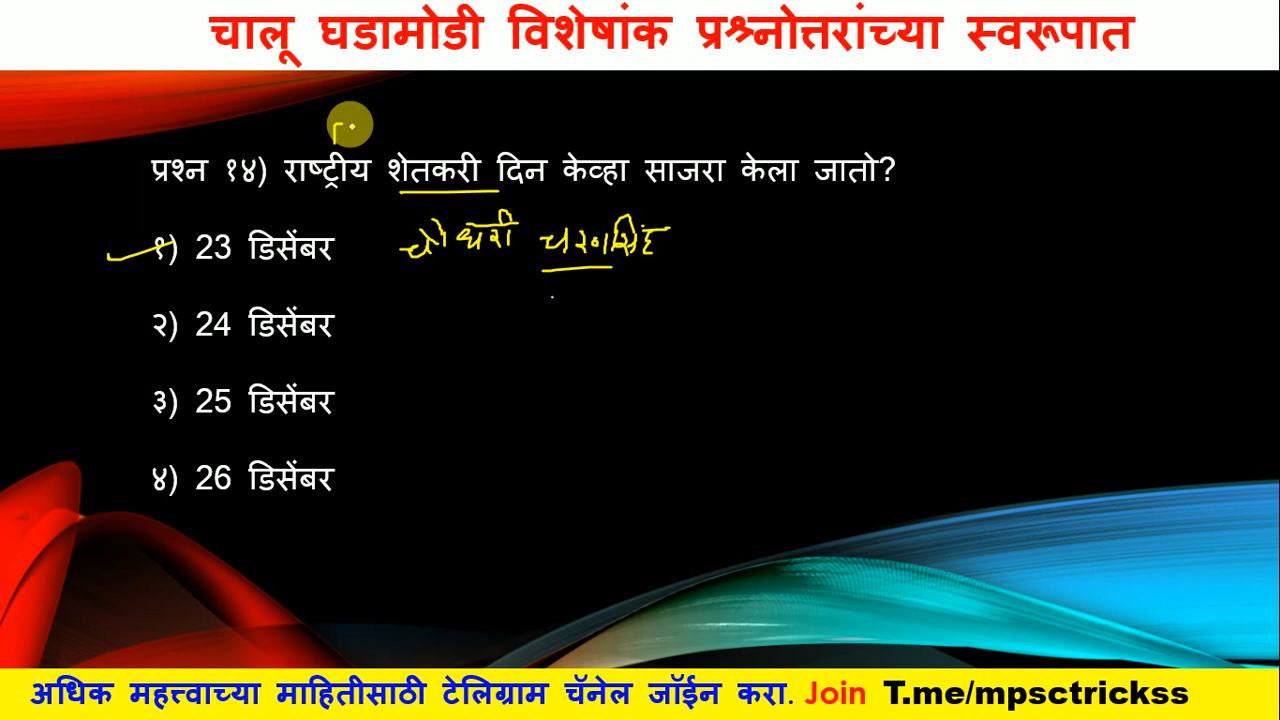 चालू घडामोडी विशेषांक प्रश्नोत्तरांच्या स्वरूपात
प्रश्न १४) राष्ट्रीय शेतकरी दिन केव्हा साजरा केला जातो?
१) 23 डिसेंबर चौधरी चरणसिंह
२) 24 डिसेंबर
३) 25 डिसेंबर
४) 26 डिसेंबर
अधिक महत्त्वाच्या माहितीसाठी टेलिग्राम चॅनेल जॉईन करा. Join T.me/mpsctrickss